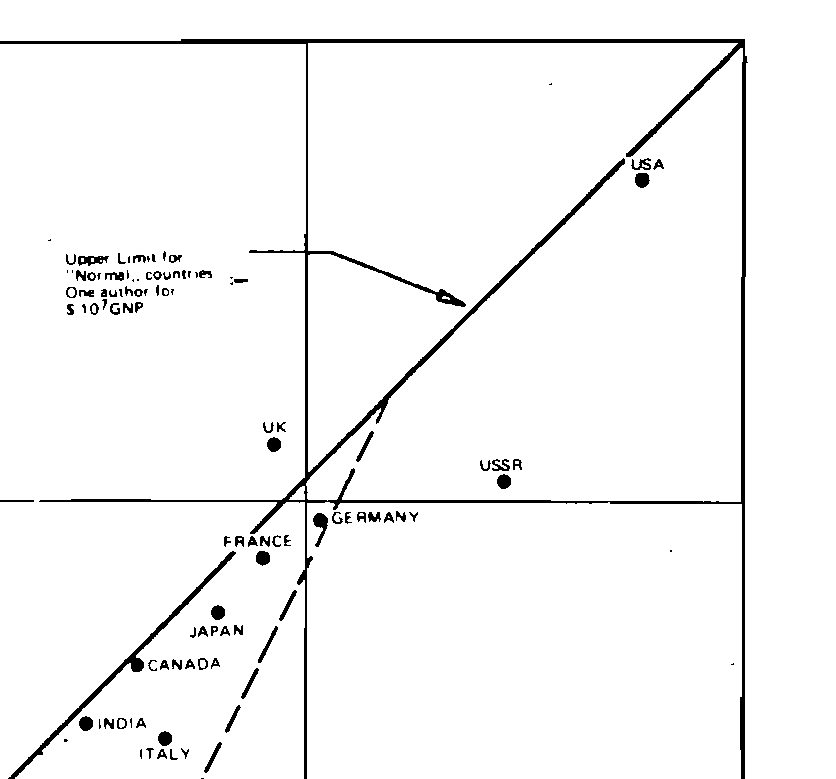 USA
Upper Limit for
"Normal,, countries
One author for
$ 10⁷ GNP
UK
USSR
GERMANY
FRANCE
JAPAN
CANADA
INDIA
ITALY